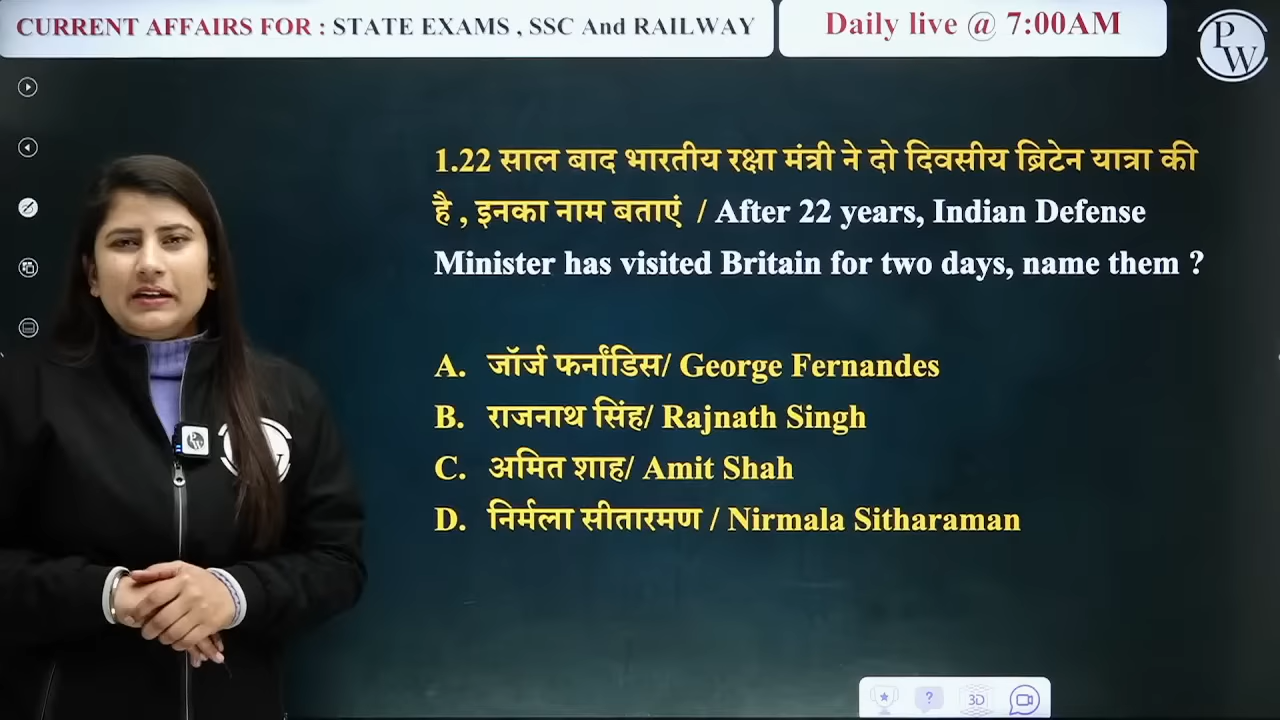 CURRENT AFFAIRS FOR : STATE EXAMS , SSC And RAILWAY
Daily live @ 7:00AM
PW
1.22 साल बाद भारतीय रक्षा मंत्री ने दो दिवसीय ब्रिटेन यात्रा की
है , इनका नाम बताएं / After 22 years, Indian Defense
Minister has visited Britain for two days, name them ?
A. जॉर्ज फर्नांडिस/ George Fernandes
B. राजनाथ सिंह/ Rajnath Singh
C. अमित शाह/ Amit Shah
D. निर्मला सीतारमण / Nirmala Sitharaman
PW
PW
?
3D